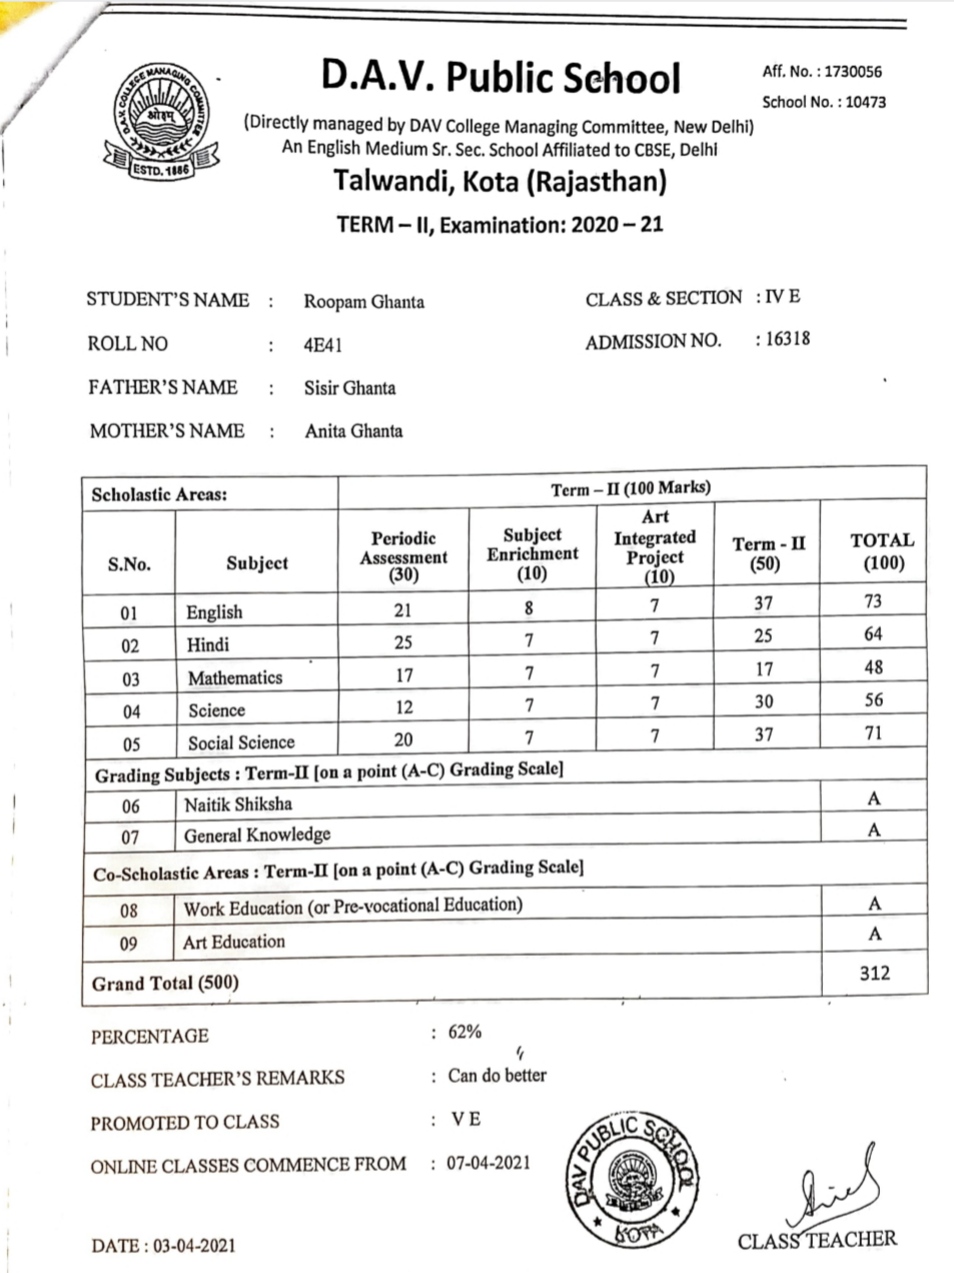 D.A.V. COLLEGE MANAGING COMMITTEE
ओ३म्
ESTD. 1886
D.A.V. Public School
Aff. No. : 1730056
School No. : 10473
(Directly managed by DAV College Managing Committee, New Delhi)
An English Medium Sr. Sec. School Affiliated to CBSE, Delhi
Talwandi, Kota (Rajasthan)
TERM – II, Examination: 2020 – 21
STUDENT'S NAME : Roopam Ghanta CLASS & SECTION : IV E
ROLL NO : 4E41 ADMISSION NO. : 16318
FATHER'S NAME : Sisir Ghanta
MOTHER'S NAME : Anita Ghanta
Scholastic Areas: Term – II (100 Marks)
S.No. Subject Periodic Assessment (30) Subject Enrichment (10) Art Integrated Project (10) Term - II (50) TOTAL (100)
01 English 21 8 7 37 73
02 Hindi 25 7 7 25 64
03 Mathematics 17 7 7 17 48
04 Science 12 7 7 30 56
05 Social Science 20 7 7 37 71
Grading Subjects : Term-II [on a point (A-C) Grading Scale]
06 Naitik Shiksha A
07 General Knowledge A
Co-Scholastic Areas : Term-II [on a point (A-C) Grading Scale]
08 Work Education (or Pre-vocational Education) A
09 Art Education A
Grand Total (500) 312
PERCENTAGE : 62%
CLASS TEACHER'S REMARKS : Can do better
PROMOTED TO CLASS : V E
ONLINE CLASSES COMMENCE FROM : 07-04-2021
DAV PUBLIC SCHOOL
KOTA
DATE : 03-04-2021
CLASS TEACHER